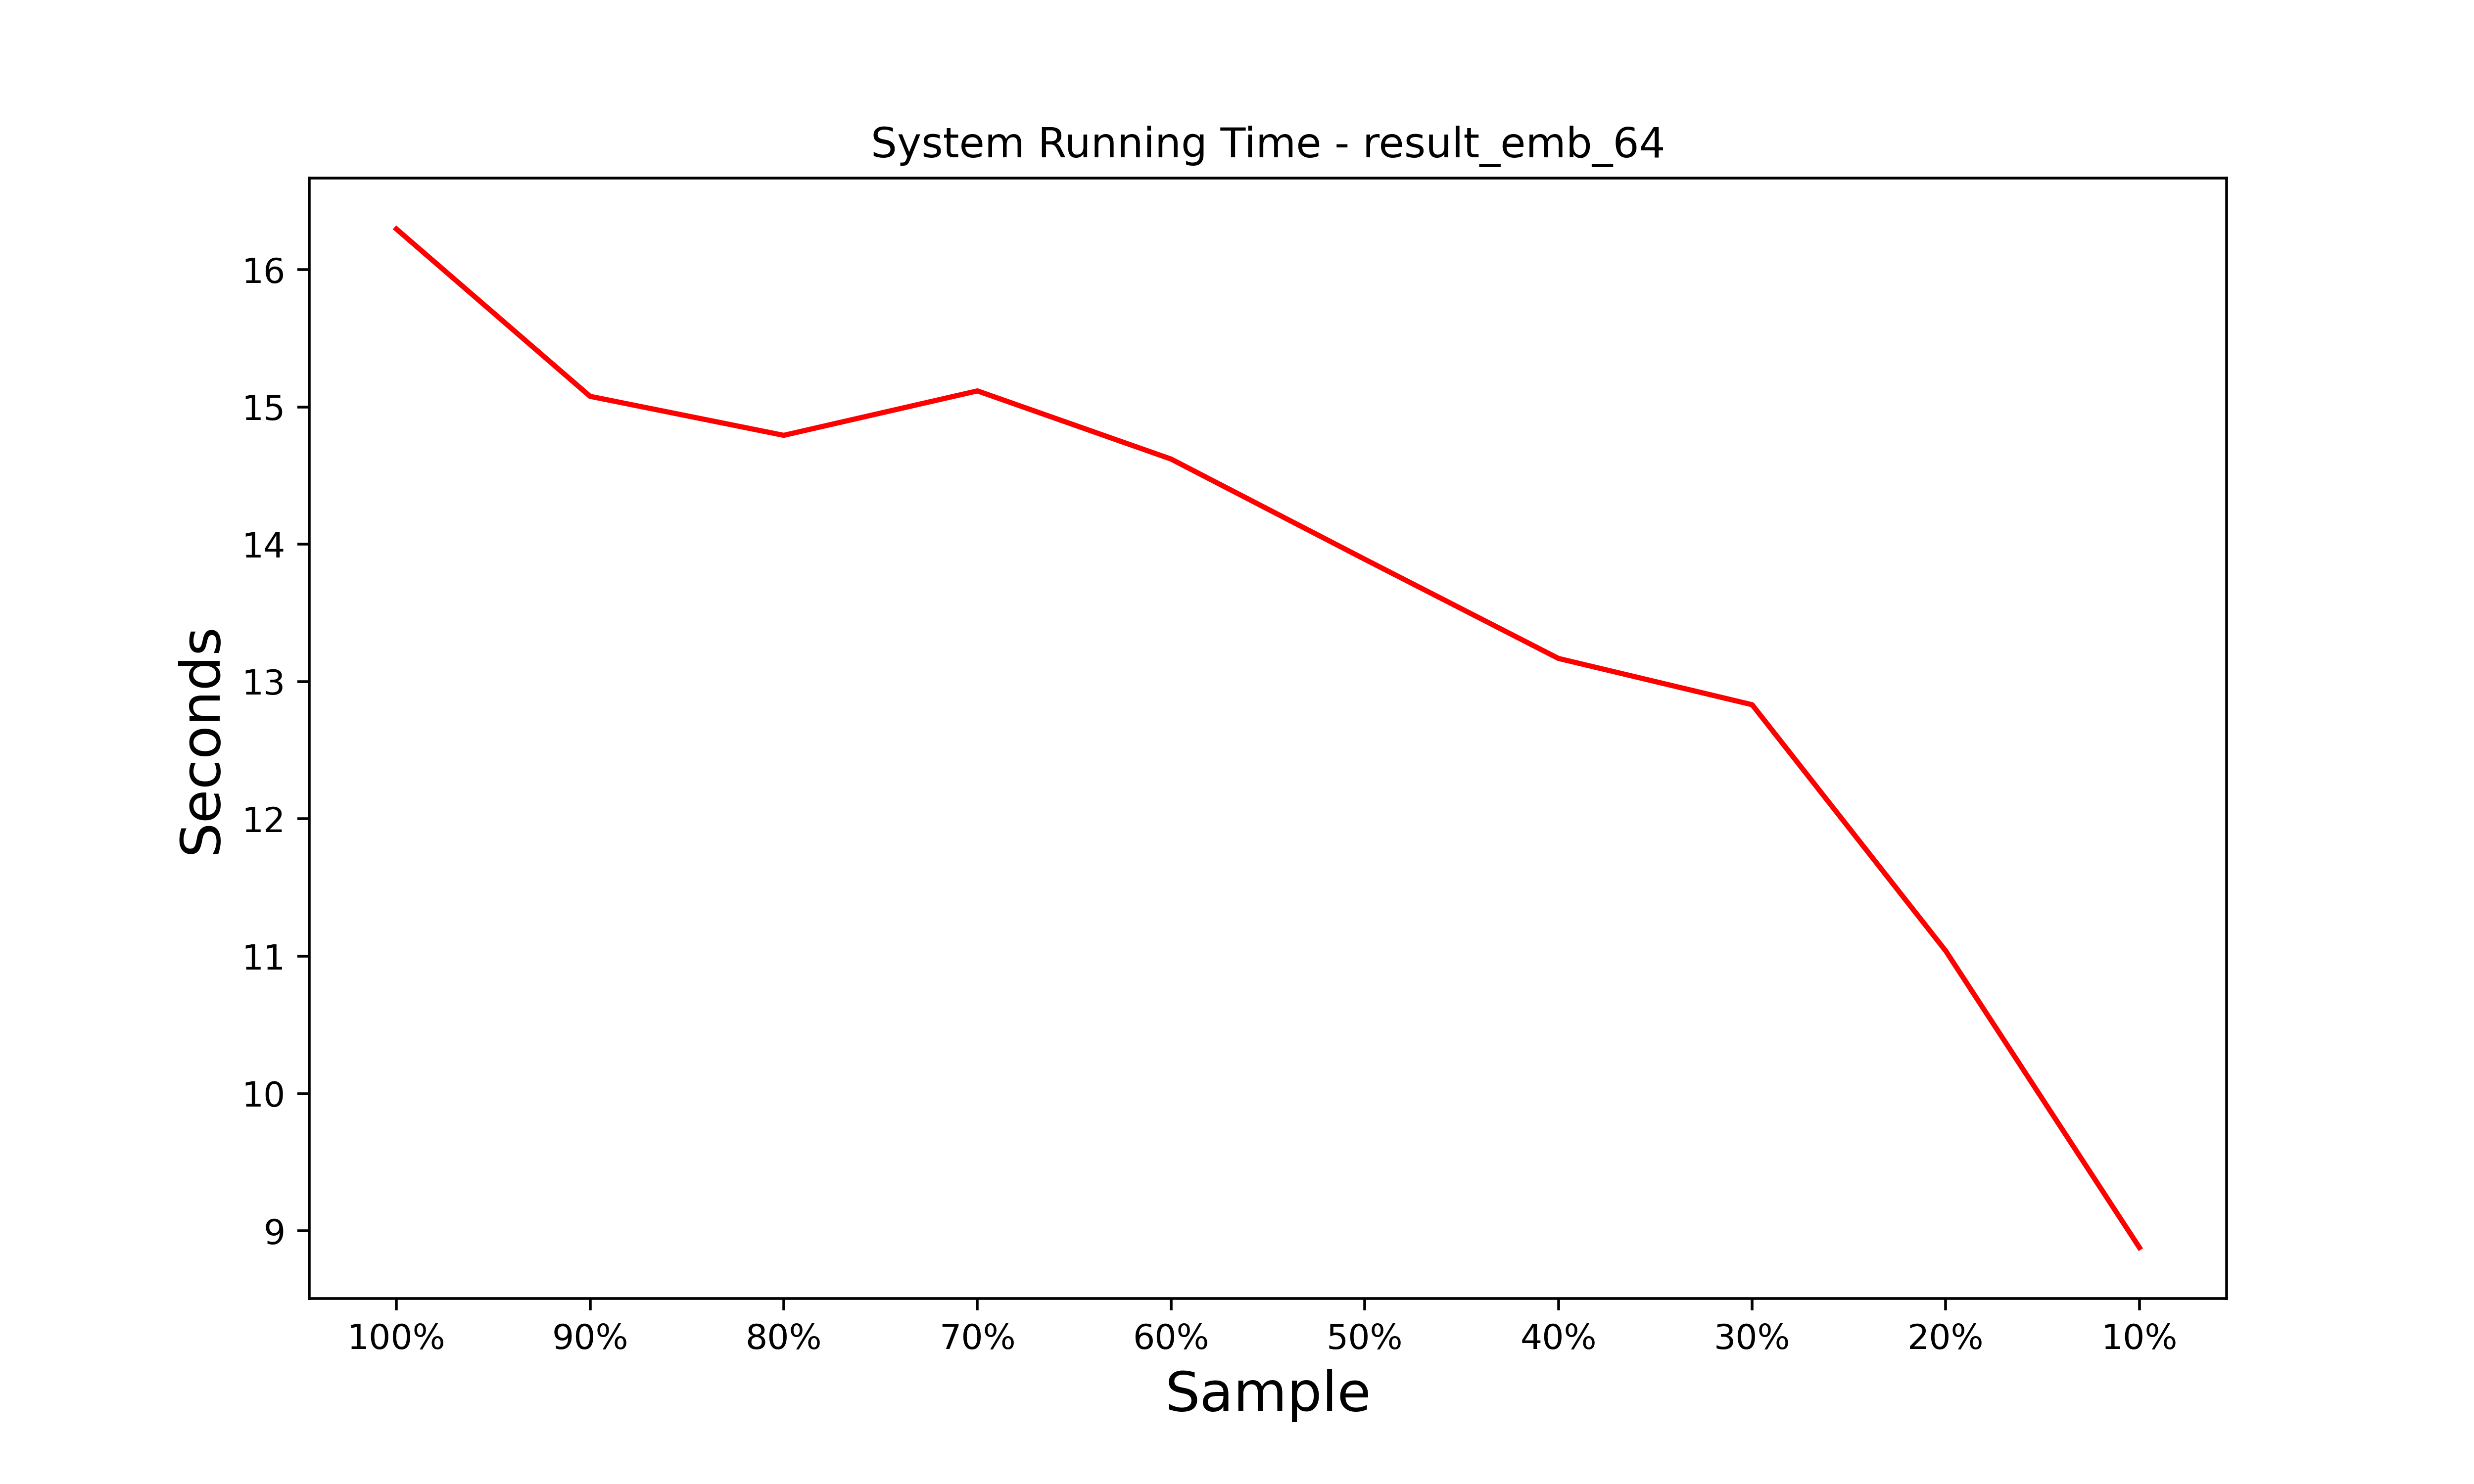 System Running Time - result_emb_64
16
15
14
13
12
11
10
9
Seconds
100% 90% 80% 70% 60% 50% 40% 30% 20% 10%
Sample